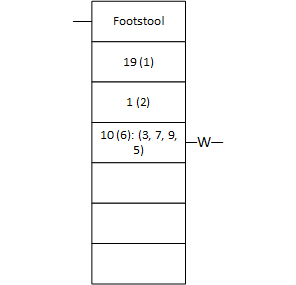 Footstool
19 (1)
1 (2)
10 (6): (3, 7, 9,
5)
W